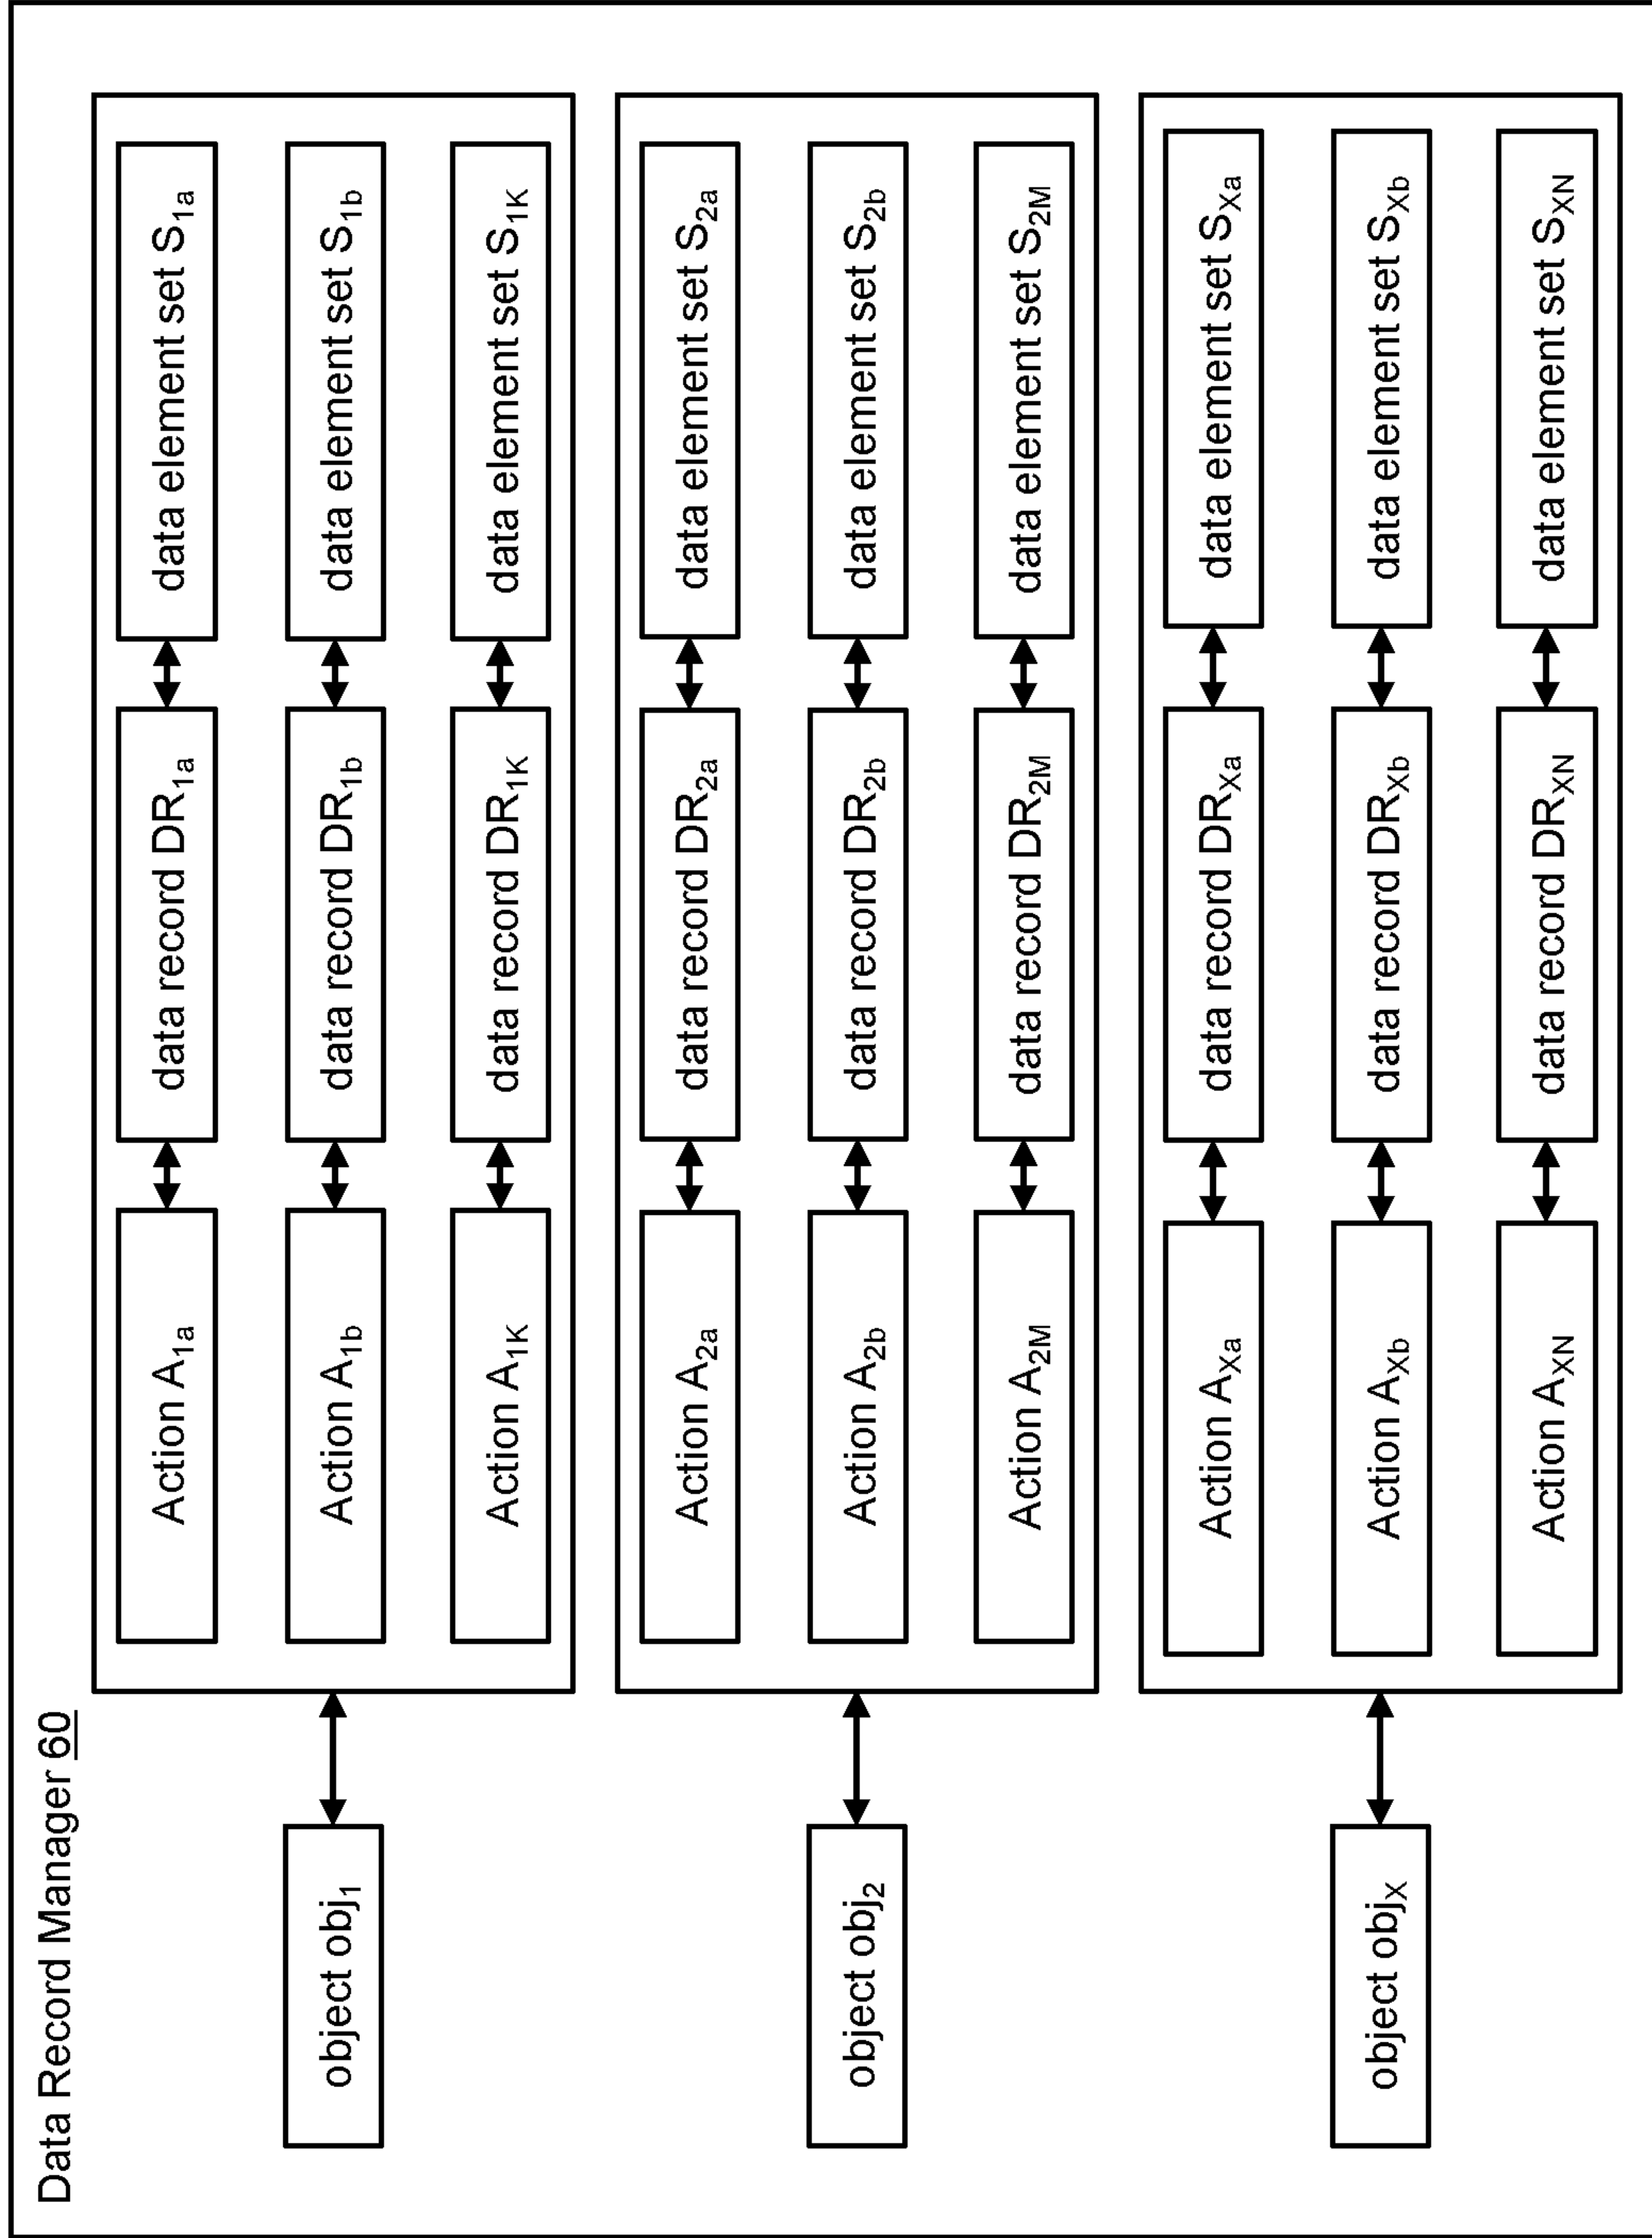 Data Record Manager 60
object obj1
Action A1a
data record DR1a
data element set S1a
Action A1b
data record DR1b
data element set S1b
Action A1K
data record DR1K
data element set S1K
object obj2
Action A2a
data record DR2a
data element set S2a
Action A2b
data record DR2b
data element set S2b
Action A2M
data record DR2M
data element set S2M
object objX
Action AXa
data record DRXa
data element set SXa
Action AXb
data record DRXb
data element set SXb
Action AXN
data record DRXN
data element set SXN